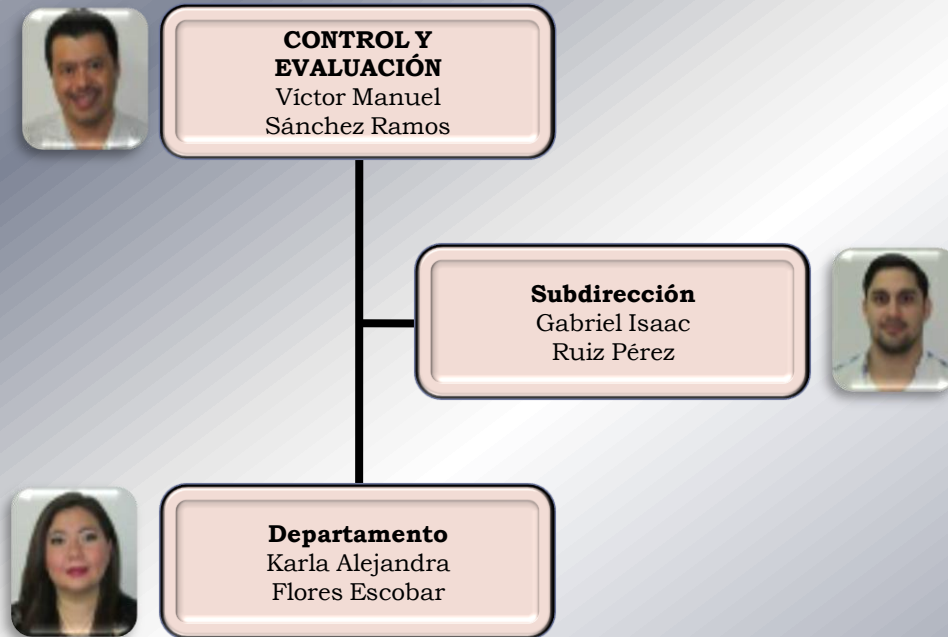 CONTROL Y
EVALUACIÓN
Víctor Manuel
Sánchez Ramos
Subdirección
Gabriel Isaac
Ruiz Pérez
Departamento
Karla Alejandra
Flores Escobar